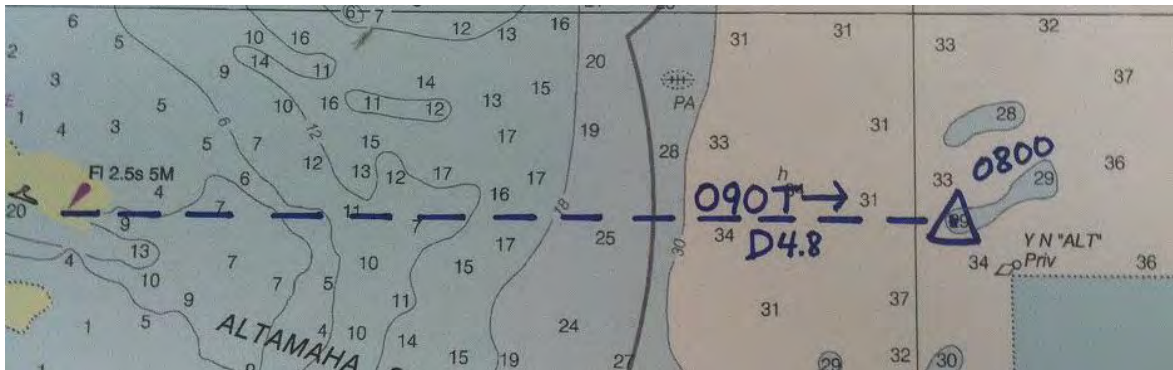 6 7 12 13 16
6 5 10 16 20 31 31 33 32
2 9 14 11 14 15 PA 37
3 5 10 16 11 12 13 19 28
1 4 3 5 7 6 12 15 17 33 31 36
Fl 2.5s 5M 12 13 12 17 17 28 33 0800
4 6 16 29
20 9 7 11 7 18 090T→ 31 29
13 17 25 30 34 D4.8 Y N "ALT"
4 7 7 5 10 15 34 Priv 36
10 9 11 31 37
1 5 ALTAMAHA 4 10 14 24
15 19 27 29 32 30